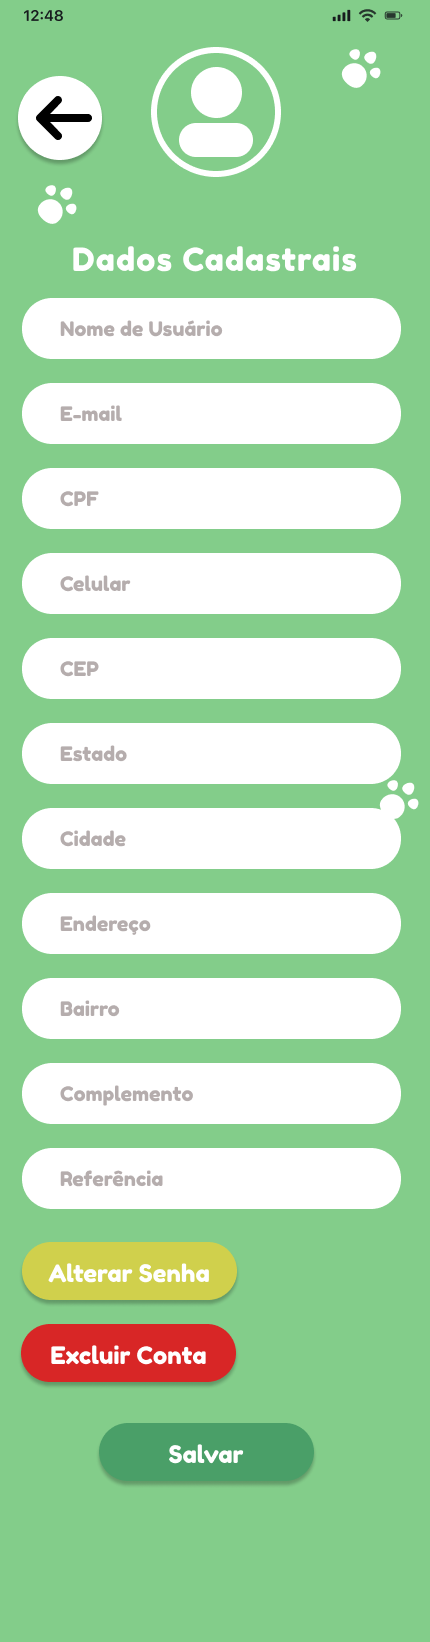 12:48
Dados Cadastrais
Nome de Usuário
E-mail
CPF
Celular
CEP
Estado
Cidade
Endereço
Bairro
Complemento
Referência
Alterar Senha
Excluir Conta
Salvar